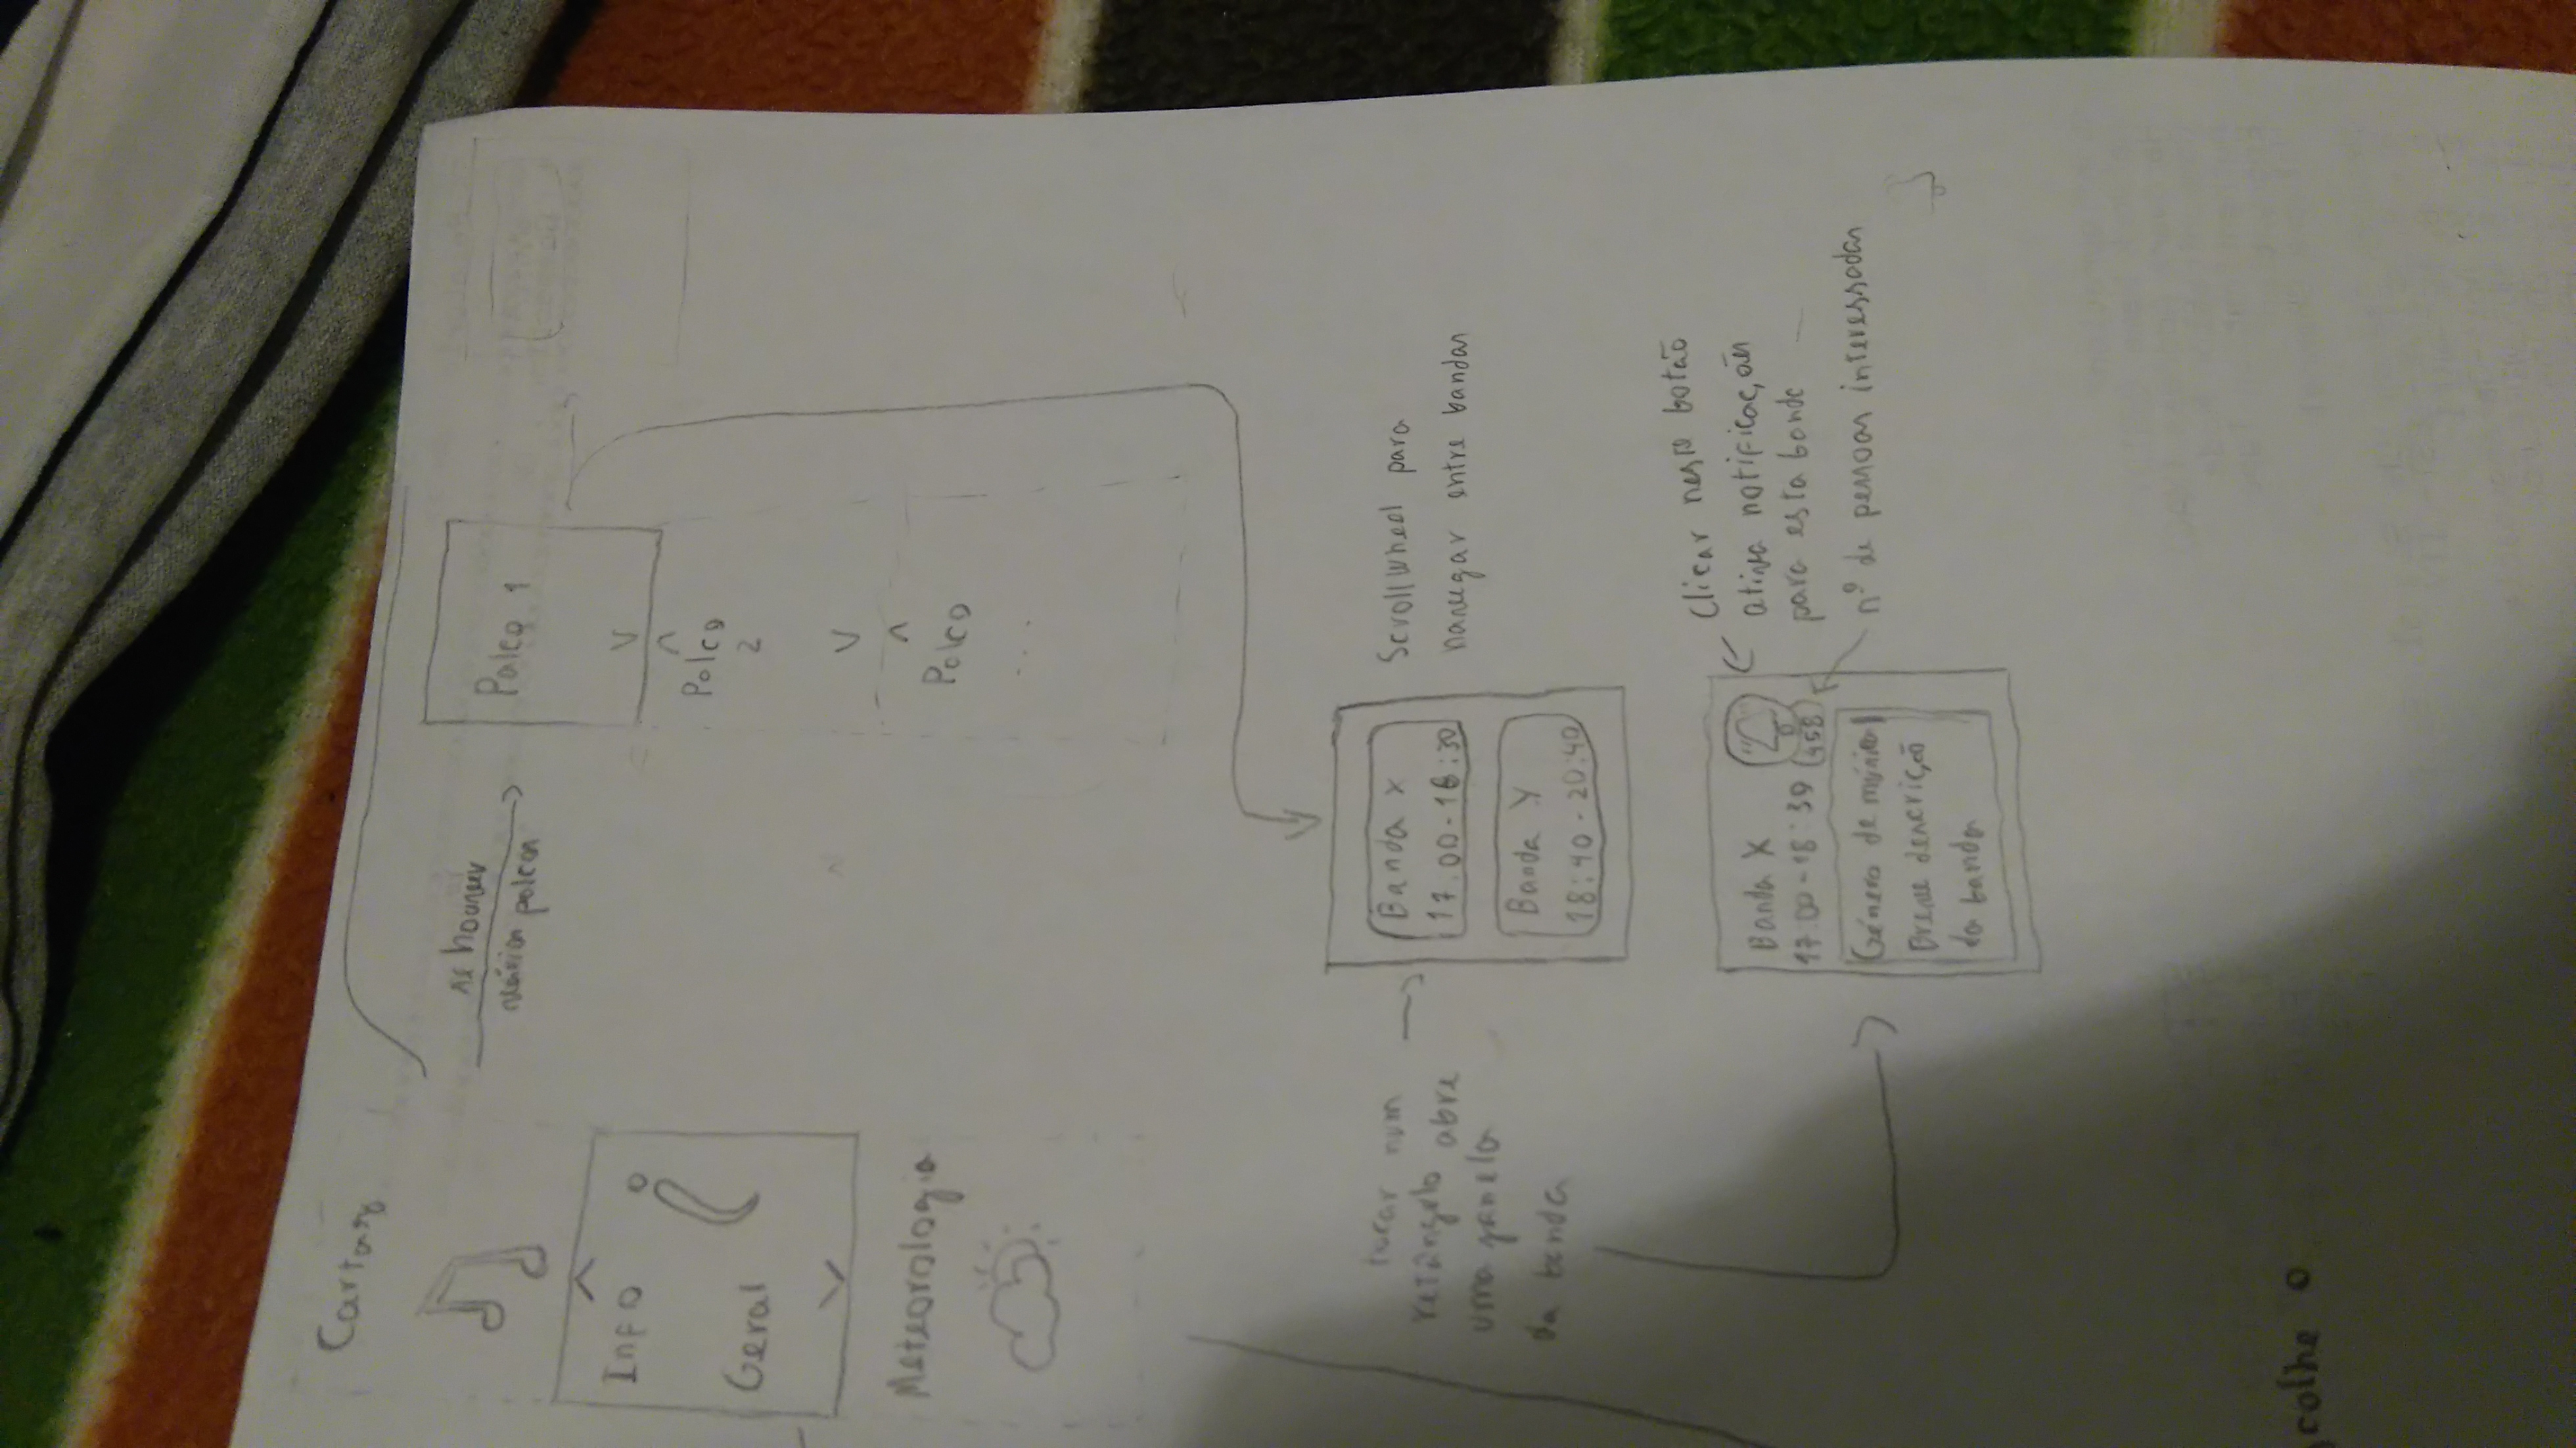 Cartaz
se houver
vários palcos
Palco 1
Info
Geral
Palco
2
Meteorologia
Palco
...
tocar num
retângulo abre
uma janela
da banda
Banda X
17:00-18:30
Banda Y
18:40-20:40
Scrollwheel para
navegar entre bandas
Banda X
17:00-18:30
458
Género de música
Breve descrição
da banda
Clicar neste botão
ativa notificações
para esta banda
nº de pessoas interessadas
colhe o